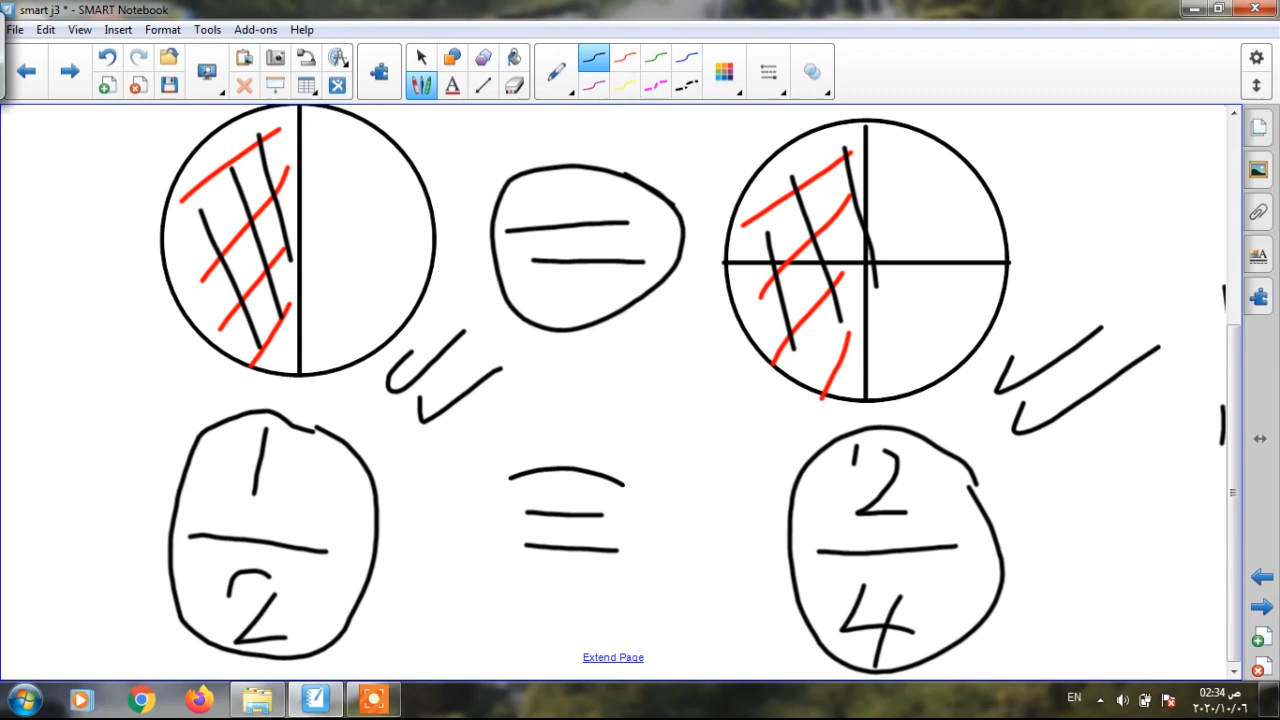 smart j3 * - SMART Notebook
File Edit View Insert Format Tools Add-ons Help
=
1
2
=
2
4
Extend Page
EN
02:34 ص
٢٠٢٠/١٠/٠٦